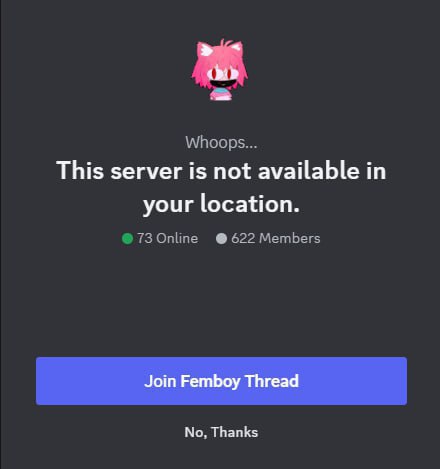 Whoops...
This server is not available in
your location.
73 Online 622 Members
Join Femboy Thread
No, Thanks